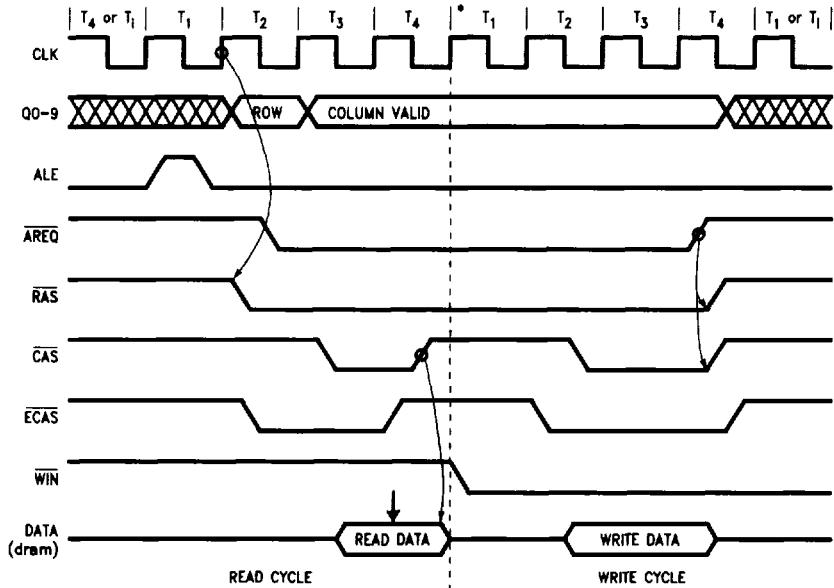 T4 or Ti T1 T2 T3 T4 * T1 T2 T3 T4 T1 or Ti
CLK
Q0-9 ROW COLUMN VALID
ALE
AREQ
RAS
CAS
ECAS
WIN
DATA READ DATA WRITE DATA
(dram)
READ CYCLE WRITE CYCLE